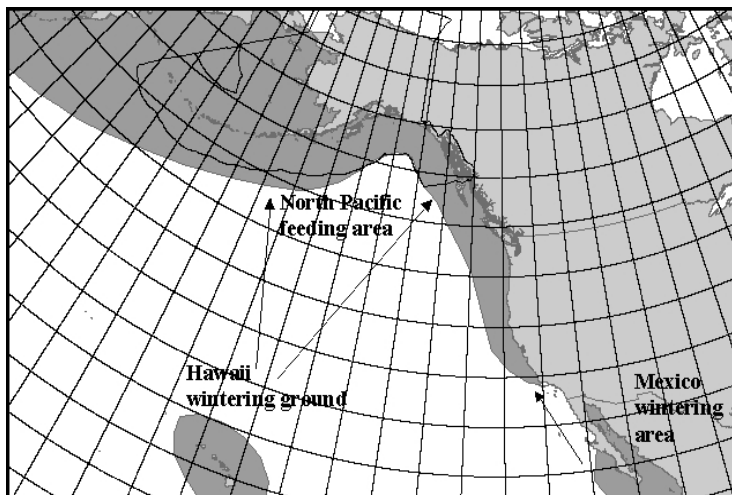 North Pacific
feeding area
Hawaii
wintering ground
Mexico
wintering
area